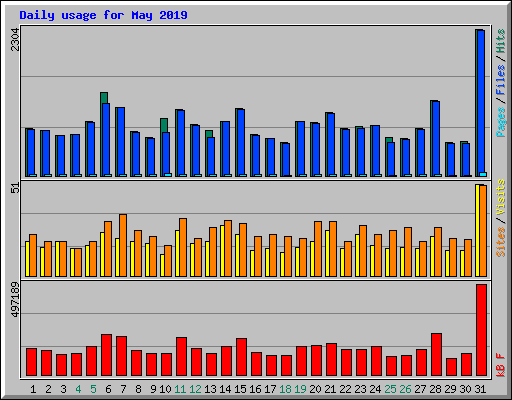 Daily usage for May 2019
2304
Pages/Files/Hits
51
Sites/Visits
497189
kB F
1 2 3 4 5 6 7 8 9 10 11 12 13 14 15 16 17 18 19 20 21 22 23 24 25 26 27 28 29 30 31